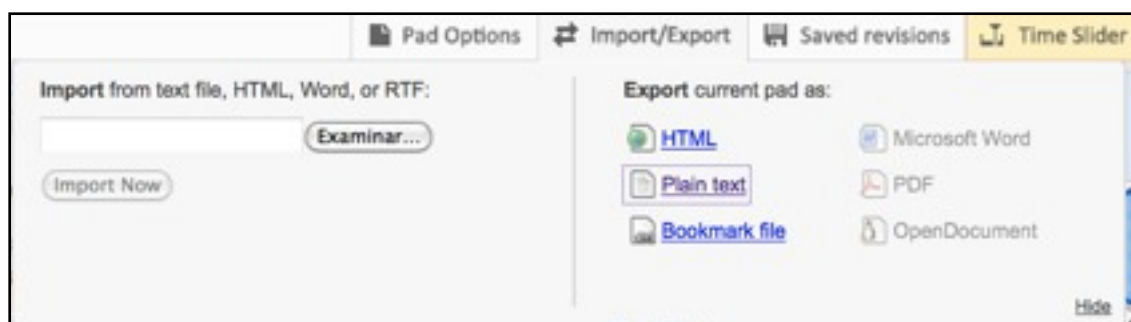 Pad Options Import/Export Saved revisions Time Slider
Import from text file, HTML, Word, or RTF:
Examinar...
Import Now
Export current pad as:
HTML Microsoft Word
Plain text PDF
Bookmark file OpenDocument
Hide